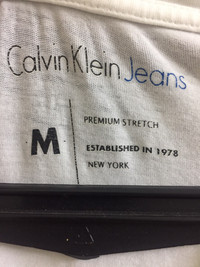 Calvin Klein Jeans
M
PREMIUM STRETCH
ESTABLISHED IN 1978
NEW YORK